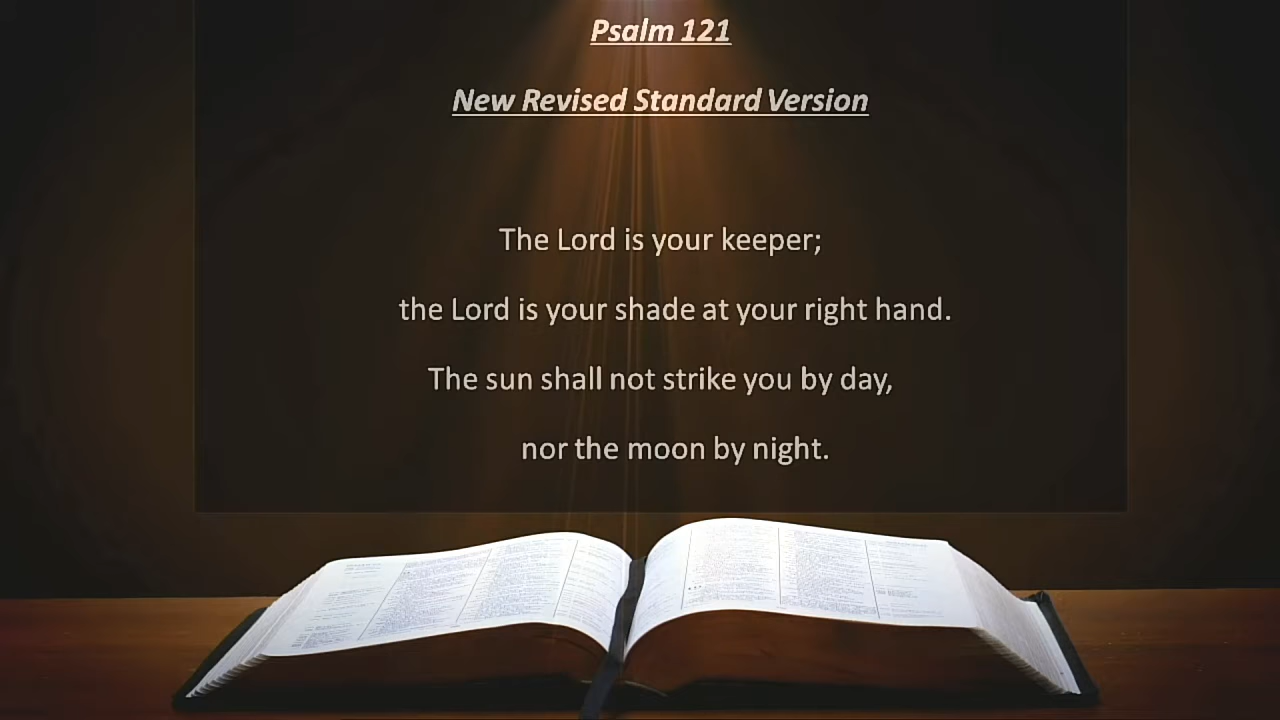 Psalm 121
New Revised Standard Version
The Lord is your keeper;
the Lord is your shade at your right hand.
The sun shall not strike you by day,
nor the moon by night.